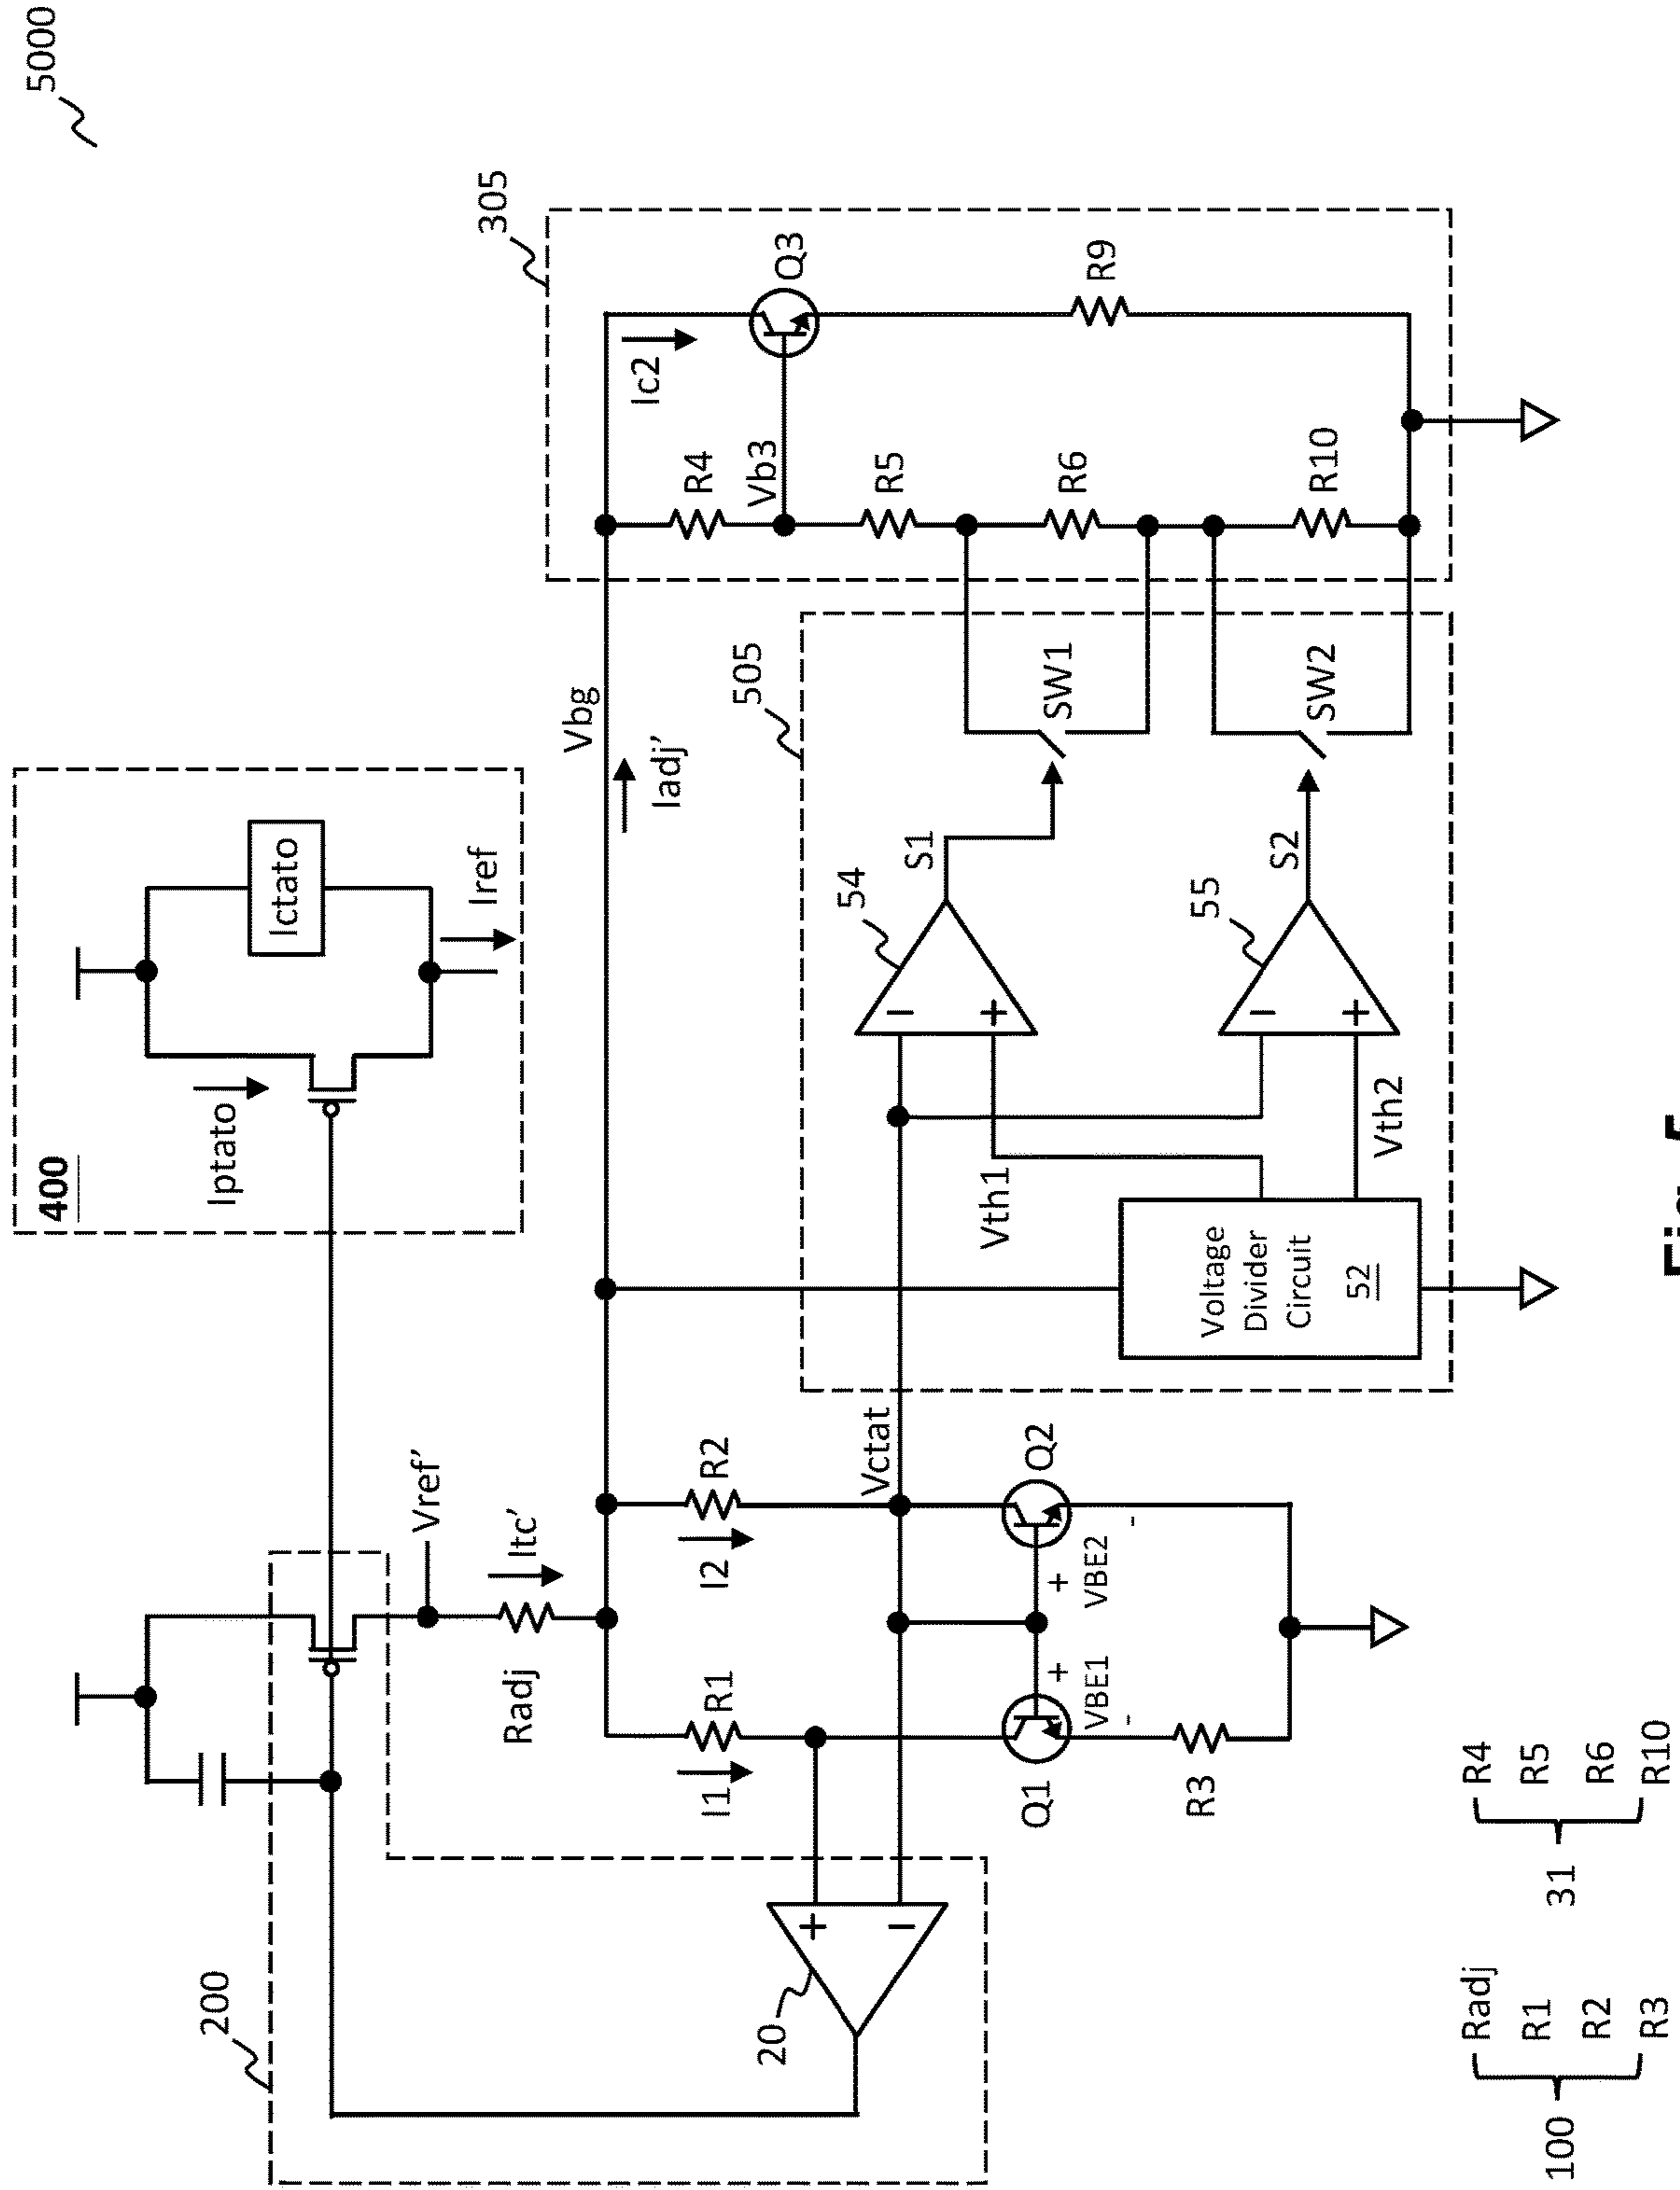 5000
400
Iptato
Ictato
Iref
200
Vref'
Itc'
Radj
Vbg
Iadj'
305
Ic2
Q3
R4
Vb3
R5
R6
R9
R10
505
SW1
SW2
S1
S2
54
55
−
+
−
+
Vth1
Vth2
Voltage
Divider
Circuit
52
I1
R1
I2
R2
Vctat
Q1
Q2
+
VBE1
-
+
VBE2
-
R3
20
+
−
100
Radj
R1
R2
R3
31
R4
R5
R6
R10